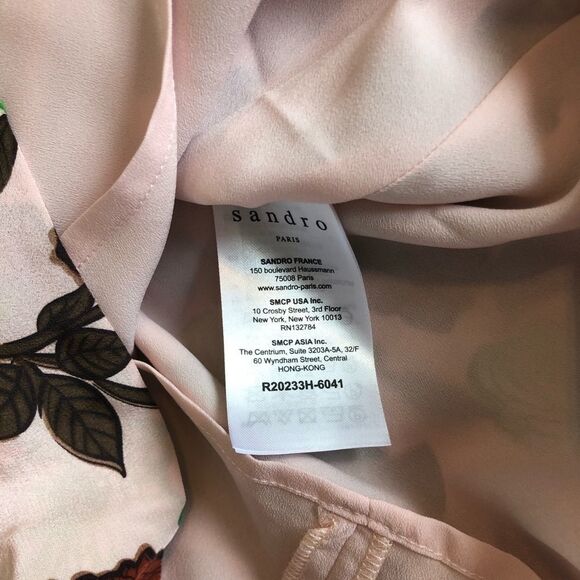 sandro
PARIS
SANDRO FRANCE
150 boulevard Haussmann
75008 Paris
www.sandro-paris.com
SMCP USA Inc.
10 Crosby Street, 3rd Floor
New York, New York 10013
RN132784
SMCP ASIA Inc.
The Centrium, Suite 3203A-5A, 32/F
60 Wyndham Street, Central
HONG-KONG
R20233H-6041